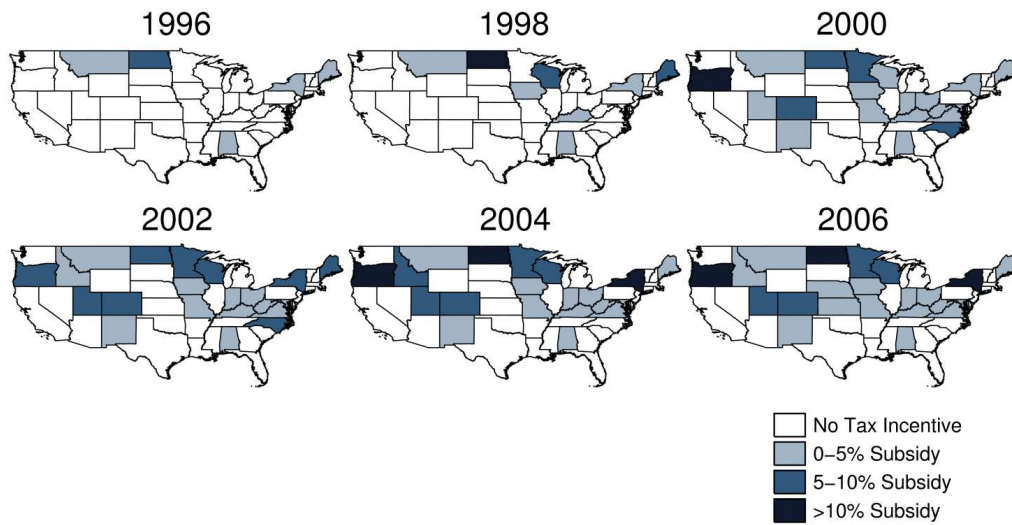 1996
1998
2000
2002
2004
2006
No Tax Incentive
0−5% Subsidy
5−10% Subsidy
>10% Subsidy